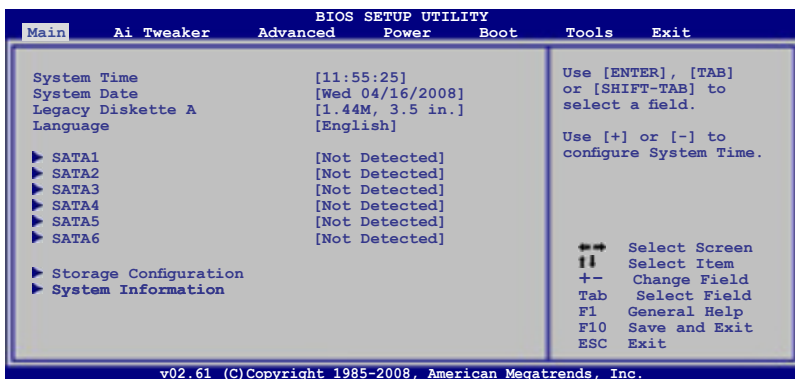 BIOS SETUP UTILITY
Main Ai Tweaker Advanced Power Boot Tools Exit
System Time [11:55:25]
System Date [Wed 04/16/2008]
Legacy Diskette A [1.44M, 3.5 in.]
Language [English]
SATA1 [Not Detected]
SATA2 [Not Detected]
SATA3 [Not Detected]
SATA4 [Not Detected]
SATA5 [Not Detected]
SATA6 [Not Detected]
Storage Configuration
System Information
Use [ENTER], [TAB]
or [SHIFT-TAB] to
select a field.
Use [+] or [-] to
configure System Time.
←→ Select Screen
↑↓ Select Item
+- Change Field
Tab Select Field
F1 General Help
F10 Save and Exit
ESC Exit
v02.61 (C)Copyright 1985-2008, American Megatrends, Inc.